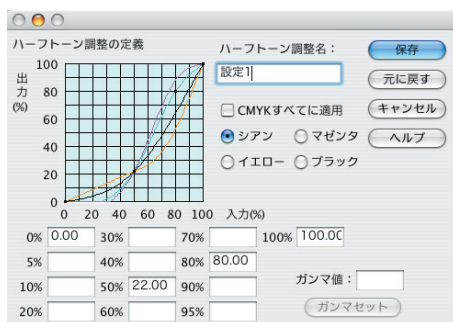 ハーフトーン調整の定義
ハーフトーン調整名：
保存
設定1
元に戻す
キャンセル
ヘルプ
出力(%)
100
80
60
40
20
0
0 20 40 60 80 100 入力(%)
CMYKすべてに適用
シアン マゼンタ
イエロー ブラック
0% 0.00 30% 70% 100% 100.00
5% 40% 80% 80.00
10% 50% 22.00 90% ガンマ値：
20% 60% 95% ガンマセット